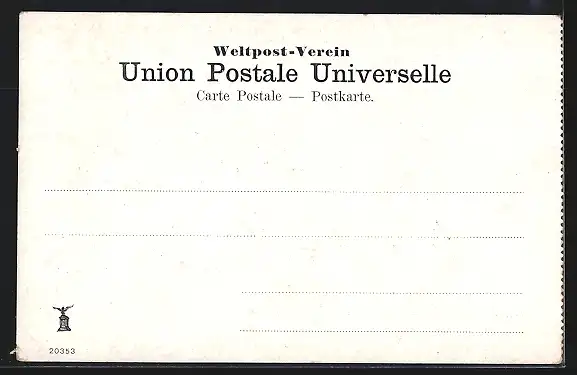 Weltpost-Verein
Union Postale Universelle
Carte Postale — Postkarte.
20353